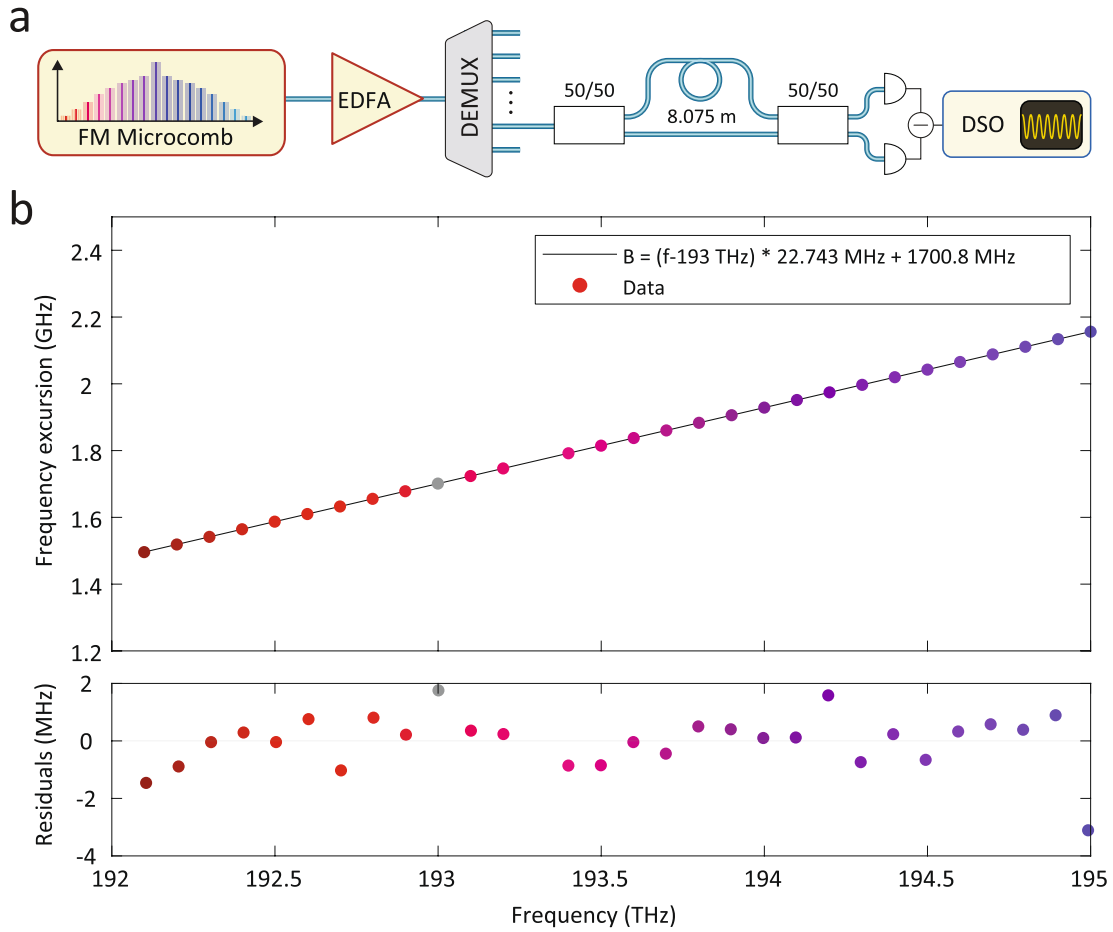 a
FM Microcomb
EDFA
DEMUX
50/50
8.075 m
50/50
DSO
b
B = (f-193 THz) * 22.743 MHz + 1700.8 MHz
Data
Frequency excursion (GHz)
2.4
2.2
2
1.8
1.6
1.4
1.2
Residuals (MHz)
2
0
-2
-4
192
192.5
193
193.5
194
194.5
195
Frequency (THz)